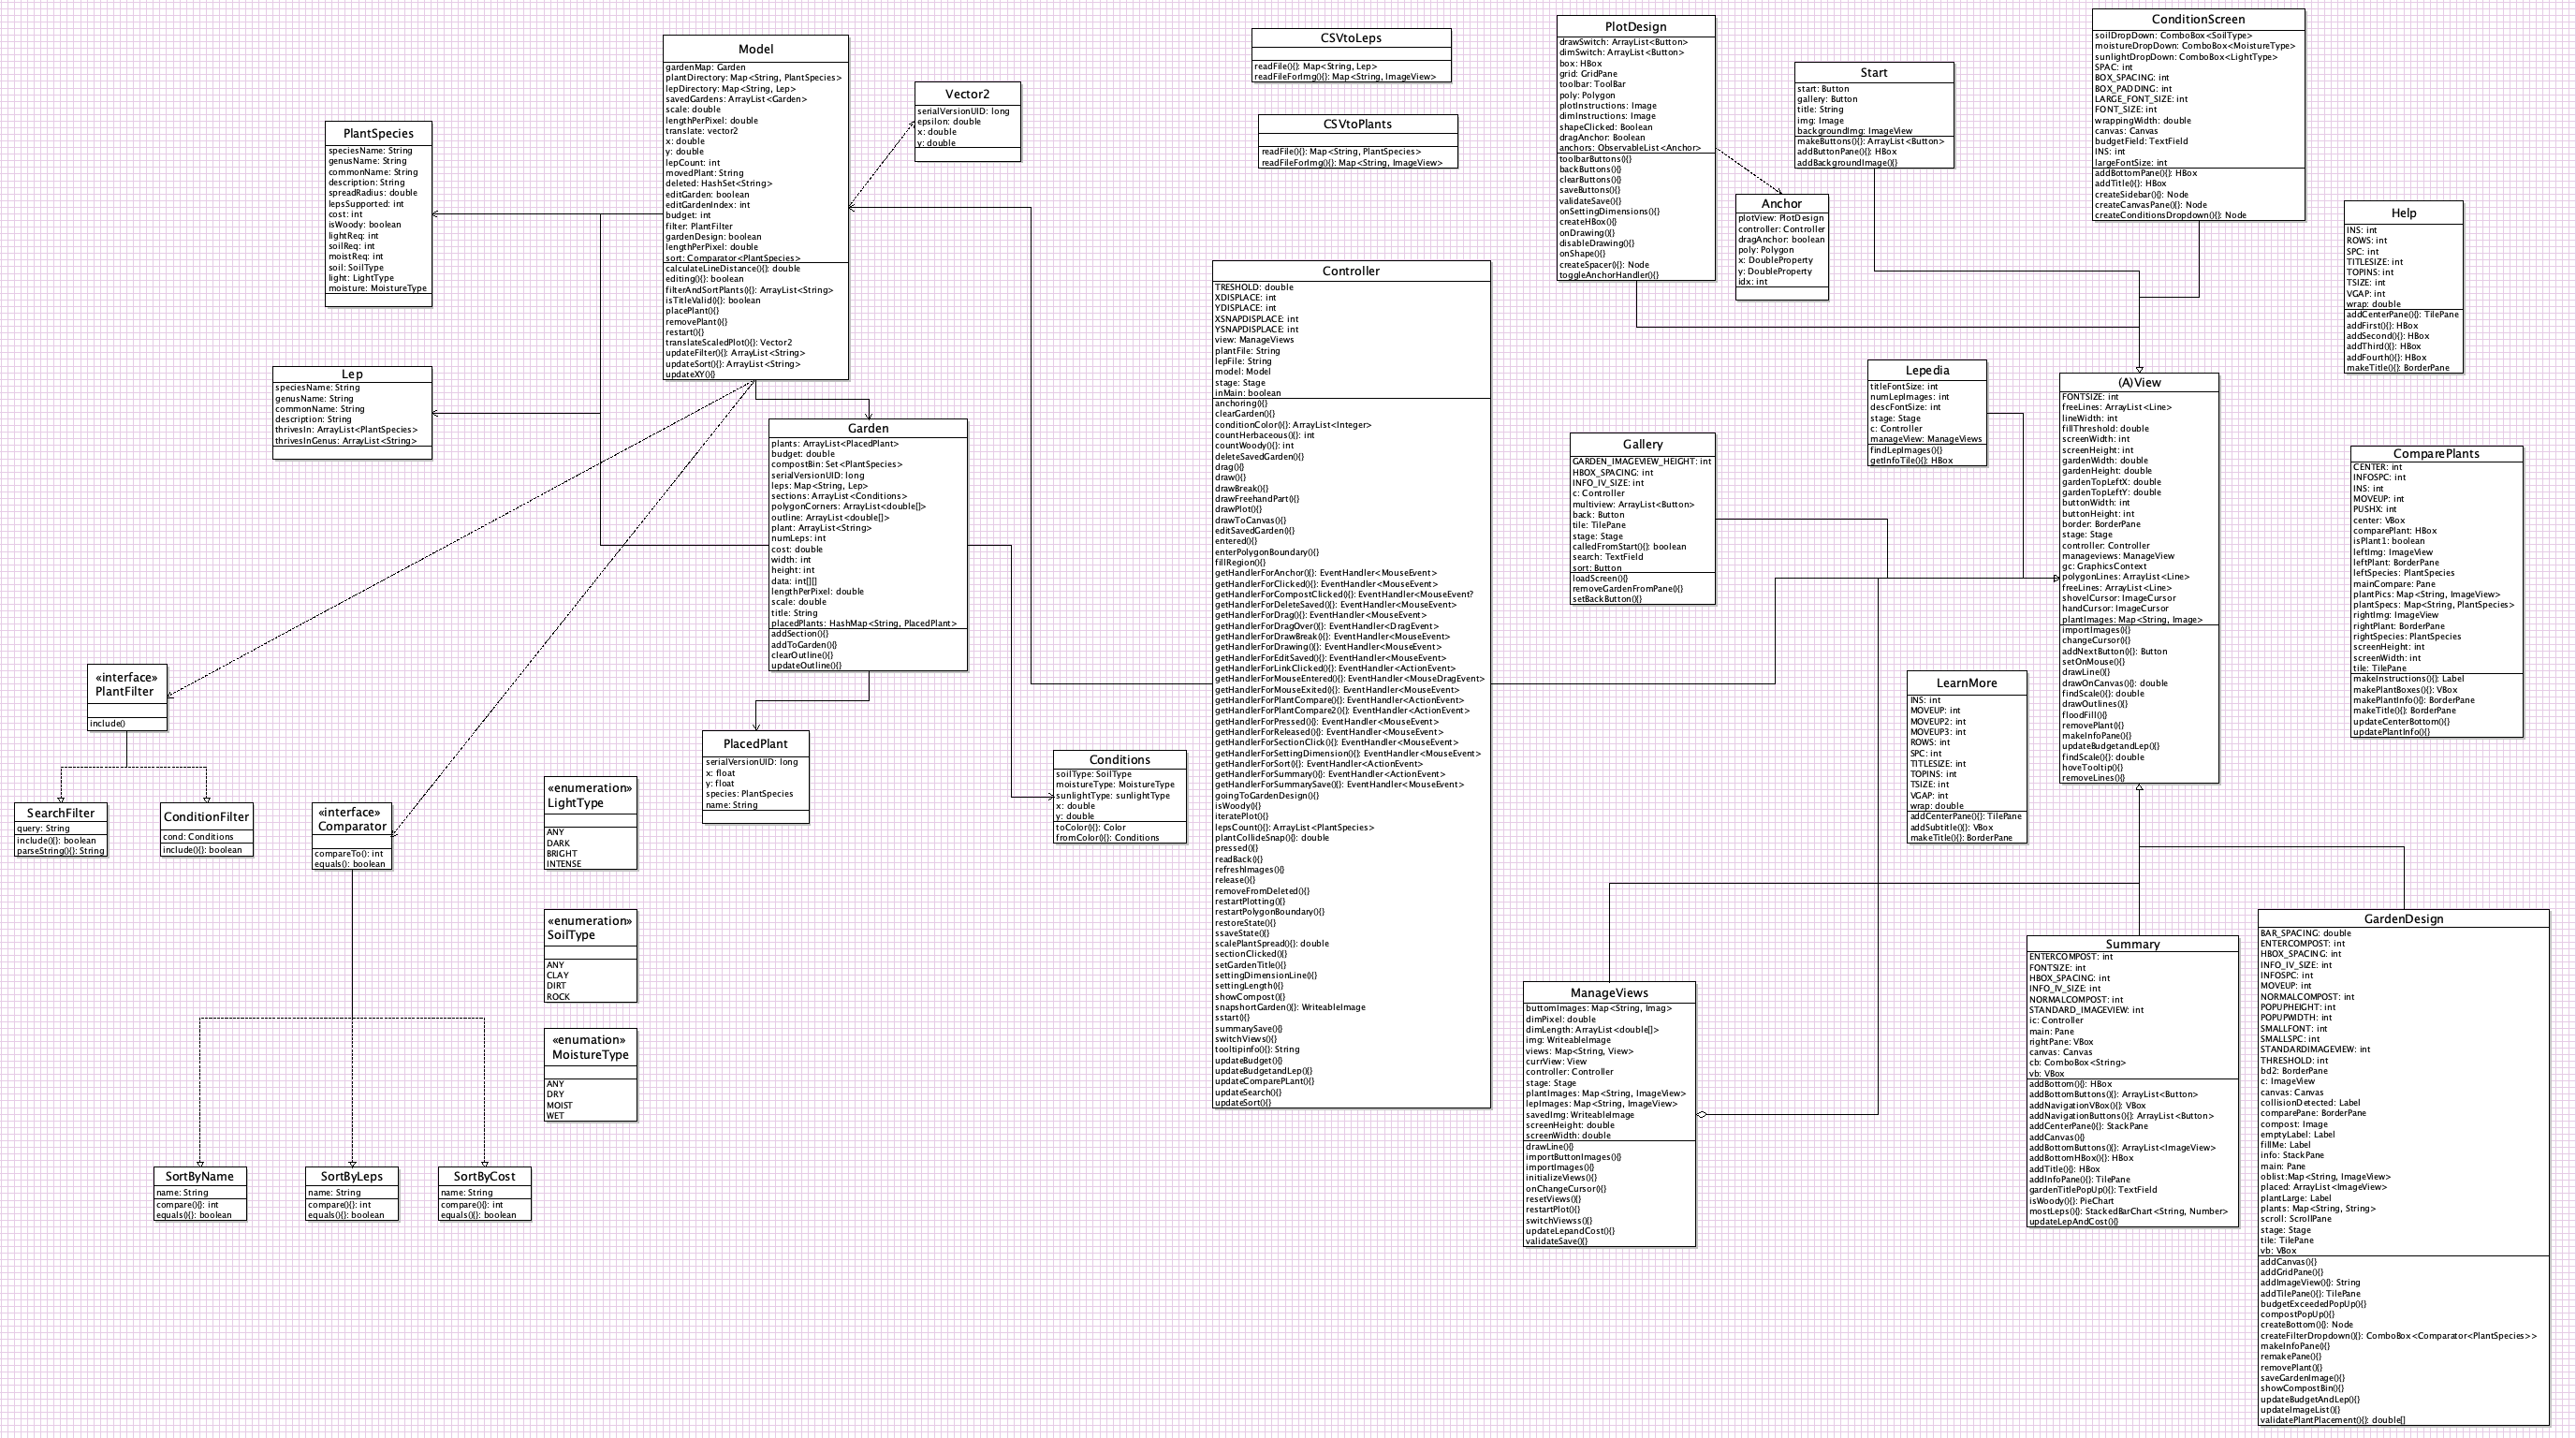 Model
gardenMap: Garden
plantDirectory: Map<String, PlantSpecies>
lepDirectory: Map<String, Lep>
savedGardens: ArrayList<Garden>
scale: double
lengthPerPixel: double
translate: vector2
x: double
y: double
lepCount: int
movedPlant: String
deleted: HashSet<String>
editGarden: boolean
editGardenIndex: int
budget: int
filter: PlantFilter
gardenDesign: boolean
lengthPerPixel: double
sort: Comparator<PlantSpecies>
calculateLineDistance(){}: double
editing(){}: boolean
filterAndSortPlants(){}: ArrayList<String>
isTitleValid(){}: boolean
placePlant(){}
removePlant(){}
restart(){}
translateScaledPlot(){}: Vector2
updateFilter(){}: ArrayList<String>
updateSort(){}: ArrayList<String>
updateXY(){}
Vector2
serialVersionUID: long
epsilon: double
x: double
y: double
PlantSpecies
speciesName: String
genusName: String
commonName: String
description: String
spreadRadius: double
lepsSupported: int
cost: int
isWoody: boolean
lightReq: int
soilReq: int
moistReq: int
soil: SoilType
light: LightType
moisture: MoistureType
Lep
speciesName: String
genusName: String
commonName: String
description: String
thrivesIn: ArrayList<PlantSpecies>
thrivesInGenus: ArrayList<String>
Garden
plants: ArrayList<PlacedPlant>
budget: double
compostBin: Set<PlantSpecies>
serialVersionUID: long
leps: Map<String, Lep>
sections: ArrayList<Conditions>
polygonCorners: ArrayList<double[]>
outline: ArrayList<double[]>
plant: ArrayList<String>
numLeps: int
cost: double
width: int
height: int
data: int[][]
lengthPerPixel: double
scale: double
title: String
placedPlants: HashMap<String, PlacedPlant>
addSection(){}
addToGarden(){}
clearOutline(){}
updateOutline(){}
«interface»
PlantFilter
include()
SearchFilter
query: String
include(){}: boolean
parseString(){}: String
ConditionFilter
cond: Conditions
include(){}: boolean
«interface»
Comparator
compareTo(): int
equals(): boolean
PlacedPlant
serialVersionUID: long
x: float
y: float
species: PlantSpecies
name: String
Conditions
soilType: SoilType
moistureType: MoistureType
sunlightType: sunlightType
x: double
y: double
toColor(){}: Color
fromColor(){}: Conditions
«enumeration»
LightType
ANY
DARK
BRIGHT
INTENSE
«enumeration»
SoilType
ANY
CLAY
DIRT
ROCK
«enumation»
MoistureType
ANY
DRY
MOIST
WET
SortByName
name: String
compare(){}: int
equals(){}: boolean
SortByLeps
name: String
compare(){}: int
equals(){}: boolean
SortByCost
name: String
compare(){}: int
equals(){}: boolean
CSVtoLeps
readFile(){}: Map<String, Lep>
readFileForImg(){}: Map<String, ImageView>
CSVtoPlants
readFile(){}: Map<String, PlantSpecies>
readFileForImg(){}: Map<String, ImageView>
Controller
TRESHOLD: double
XDISPLACE: int
YDISPLACE: int
XSNAPDISPLACE: int
YSNAPDISPLACE: int
view: ManageViews
plantFile: String
lepFile: String
model: Model
stage: Stage
inMain: boolean
anchoring(){}
clearGarden(){}
conditionColor(){}: ArrayList<Integer>
countHerbaceous(){}: int
countWoody(){}: int
deleteSavedGarden(){}
drag(){}
draw(){}
drawBreak(){}
drawFreehandPart(){}
drawPlot(){}
drawToCanvas(){}
editSavedGarden(){}
entered(){}
enterPolygonBoundary(){}
fillRegion(){}
getHandlerForAnchor(){}: EventHandler<MouseEvent>
getHandlerForClicked(){}: EventHandler<MouseEvent>
getHandlerForCompostClicked(){}: EventHandler<MouseEvent?
getHandlerForDeleteSaved(){}: EventHandler<MouseEvent>
getHandlerForDrag(){}: EventHandler<MouseEvent>
getHandlerForDragOver(){}: EventHandler<DragEvent>
getHandlerForDrawBreak(){}: EventHandler<MouseEvent>
getHandlerForDrawing(){}: EventHandler<MouseEvent>
getHandlerForEditSaved(){}: EventHandler<MouseEvent>
getHandlerForLinkClicked(){}: EventHandler<ActionEvent>
getHandlerForMouseEntered(){}: EventHandler<MouseDragEvent>
getHandlerForMouseExited(){}: EventHandler<MouseEvent>
getHandlerForPlantCompare(){}: EventHandler<ActionEvent>
getHandlerForPlantCompare2(){}: EventHandler<ActionEvent>
getHandlerForPressed(){}: EventHandler<MouseEvent>
getHandlerForReleased(){}: EventHandler<MouseEvent>
getHandlerForSectionClick(){}: EventHandler<MouseEvent>
getHandlerForSettingDimension(){}: EventHandler<MouseEvent>
getHandlerForSort(){}: EventHandler<ActionEvent>
getHandlerForSummary(){}: EventHandler<ActionEvent>
getHandlerForSummarySave(){}: EventHandler<MouseEvent>
goingToGardenDesign(){}
isWoody(){}
iteratePlot(){}
lepsCount(){}: ArrayList<PlantSpecies>
plantCollideSnap(){}: double
pressed(){}
readBack(){}
refreshImages(){}
release(){}
removeFromDeleted(){}
restartPlotting(){}
restartPolygonBoundary(){}
restoreState(){}
ssaveState(){}
scalePlantSpread(){}: double
sectionClicked(){}
setGardenTitle(){}
settingDimensionLine(){}
settingLength(){}
showCompost(){}
snapshortGarden(){}: WriteableImage
sstart(){}
summarySave(){}
switchViews(){}
tooltipinfo(){}: String
updateBudget(){}
updateBudgetandLep(){}
updateComparePLant(){}
updateSearch(){}
updateSort(){}
PlotDesign
drawSwitch: ArrayList<Button>
dimSwitch: ArrayList<Button>
box: HBox
grid: GridPane
toolbar: ToolBar
poly: Polygon
plotInstructions: Image
dimInstructions: Image
shapeClicked: Boolean
dragAnchor: Boolean
anchors: ObservableList<Anchor>
toolbarButtons(){}
backButtons(){}
clearButtons(){}
saveButtons(){}
validateSave(){}
onSettingDimensions(){}
createHBox(){}
onDrawing(){}
disableDrawing(){}
onShape(){}
createSpacer(){}: Node
toggleAnchorHandler(){}
Start
start: Button
gallery: Button
title: String
img: Image
backgroundImg: ImageView
makeButtons(){}: ArrayList<Button>
addButtonPane(){}: HBox
addBackgroundImage(){}
Anchor
plotView: PlotDesign
controller: Controller
dragAnchor: boolean
poly: Polygon
x: DoubleProperty
y: DoubleProperty
idx: int
ConditionScreen
soilDropDown: ComboBox<SoilType>
moistureDropDown: ComboBox<MoistureType>
sunlightDropDown: ComboBox<LightType>
SPAC: int
BOX_SPACING: int
BOX_PADDING: int
LARGE_FONT_SIZE: int
FONT_SIZE: int
wrappingWidth: double
canvas: Canvas
budgetField: TextField
INS: int
largeFontSize: int
addBottomPane(){}: HBox
addTitle(){}: HBox
createSidebar(){}: Node
createCanvasPane(){}: Node
createConditionsDropdown(){}: Node
Help
INS: int
ROWS: int
SPC: int
TITLESIZE: int
TOPINS: int
TSIZE: int
VGAP: int
wrap: double
addCenterPane(){}: TilePane
addFirst(){}: HBox
addSecond(){}: HBox
addThird(){}: HBox
addFourth(){}: HBox
makeTitle(){}: BorderPane
Lepedia
titleFontSize: int
numLepImages: int
descFontSize: int
stage: Stage
c: Controller
manageView: ManageViews
findLepImages(){}
getInfoTile(){}: HBox
Gallery
GARDEN_IMAGEVIEW_HEIGHT: int
HBOX_SPACING: int
INFO_IV_SIZE: int
c: Controller
multiview: ArrayList<Button>
back: Button
tile: TilePane
stage: Stage
calledFromStart(){}: boolean
search: TextField
sort: Button
loadScreen(){}
removeGardenFromPane(){}
setBackButton(){}
(A)View
FONTSIZE: int
freeLines: ArrayList<Line>
lineWidth: int
fillThreshold: double
screenWidth: int
screenHeight: int
gardenWidth: double
gardenHeight: double
gardenTopLeftX: double
gardenTopLeftY: double
buttonWidth: int
buttonHeight: int
border: BorderPane
stage: Stage
controller: Controller
manageviews: ManageView
gc: GraphicsContext
polygonLines: ArrayList<Line>
freeLines: ArrayList<Line>
shovelCursor: ImageCursor
handCursor: ImageCursor
plantImages: Map<String, Image>
importImages(){}
changeCursor(){}
addNextButton(){}: Button
setOnMouse(){}
drawLine(){}
drawOnCanvas(){}: double
findScale(){}: double
drawOutlines(){}
floodFill(){}
removePlant(){}
makeInfoPane(){}
updateBudgetandLep(){}
findScale(){}: double
hoveTooltip(){}
removeLines(){}
ComparePlants
CENTER: int
INFOSPC: int
INS: int
MOVEUP: int
PUSHX: int
center: VBox
comparePlant: HBox
isPlant1: boolean
leftImg: ImageView
leftPlant: BorderPane
leftSpecies: PlantSpecies
mainCompare: Pane
plantPics: Map<String, ImageView>
plantSpecs: Map<String, PlantSpecies>
rightImg: ImageView
rightPlant: BorderPane
rightSpecies: PlantSpecies
screenHeight: int
screenWidth: int
tile: TilePane
makeInstructions(){}: Label
makePlantBoxes(){}: VBox
makePlantInfo(){}: BorderPane
makeTitle(){}: BorderPane
updateCenterBottom(){}
updatePlantInfo(){}
LearnMore
INS: int
MOVEUP: int
MOVEUP2: int
MOVEUP3: int
ROWS: int
SPC: int
TITLESIZE: int
TOPINS: int
TSIZE: int
VGAP: int
wrap: double
addCenterPane(){}: TilePane
addSubtitle(){}: VBox
makeTitle(){}: BorderPane
ManageViews
buttomImages: Map<String, Imag>
dimPixel: double
dimLength: ArrayList<double[]>
img: WriteableImage
views: Map<String, View>
currView: View
controller: Controller
stage: Stage
plantImages: Map<String, ImageView>
lepImages: Map<String, ImageView>
savedImg: WriteableImage
screenHeight: double
screenWidth: double
drawLine(){}
importButtonImages(){}
importImages(){}
initializeViews(){}
onChangeCursor(){}
resetViews(){}
restartPlot(){}
switchViewss(){}
updateLepandCost(){}
validateSave(){}
Summary
ENTERCOMPOST: int
FONTSIZE: int
HBOX_SPACING: int
INFO_IV_SIZE: int
NORMALCOMPOST: int
STANDARD_IMAGEVIEW: int
ic: Controller
main: Pane
rightPane: VBox
canvas: Canvas
cb: ComboBox<String>
vb: VBox
addBottom(){}: HBox
addBottomButtons(){}: ArrayList<Button>
addNavigationVBox(){}: VBox
addNavigationButtons(){}: ArrayList<Button>
addCenterPane(){}: StackPane
addCanvas(){}
addBottomButtons(){}: ArrayList<ImageView>
addBottomHBox(){}: HBox
addTitle(){}: HBox
addInfoPane(){}: TilePane
gardenTitlePopUp(){}: TextField
isWoody(){}: PieChart
mostLeps(){}: StackedBarChart<String, Number>
updateLepAndCost(){}
GardenDesign
BAR_SPACING: double
ENTERCOMPOST: int
HBOX_SPACING: int
INFO_IV_SIZE: int
INFOSPC: int
MOVEUP: int
NORMALCOMPOST: int
POPUPHEIGHT: int
POPUPWIDTH: int
SMALLFONT: int
SMALLSPC: int
STANDARDIMAGEVIEW: int
THRESHOLD: int
bd2: BorderPane
c: ImageView
canvas: Canvas
collisionDetected: Label
comparePane: BorderPane
compost: Image
emptyLabel: Label
fillMe: Label
info: StackPane
main: Pane
oblist:Map<String, ImageView>
placed: ArrayList<ImageView>
plantLarge: Label
plants: Map<String, String>
scroll: ScrollPane
stage: Stage
tile: TilePane
vb: VBox
addCanvas(){}
addGridPane(){}
addImageView(){}: String
addTilePane(){}: TilePane
budgetExceededPopUp(){}
compostPopUp(){}
createBottom(){}: Node
createFilterDropdown(){}: ComboBox<Comparator<PlantSpecies>>
makeInfoPanel(){}
remakePane(){}
removePlant(){}
saveGardenImage(){}
showCompostBin(){}
updateBudgetAndLep(){}
updateImageList(){}
validatePlantPlacement(){}: double[]